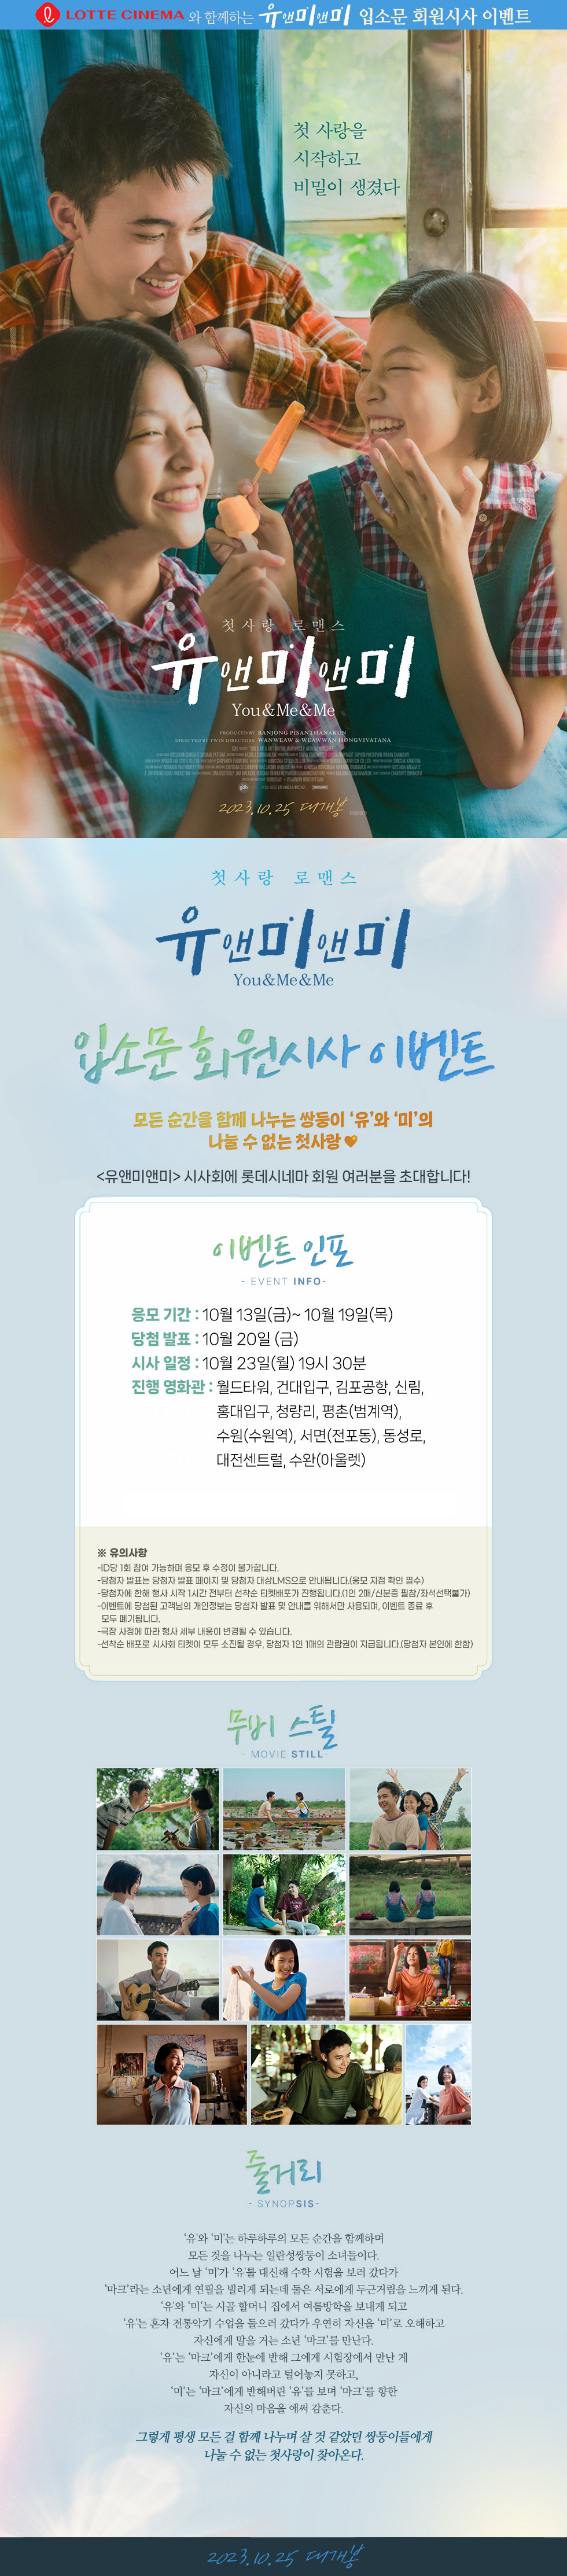 LOTTE CINEMA 와 함께하는 유앤미앤미 입소문 회원시사 이벤트
첫 사랑을
시작하고
비밀이 생겼다
첫사랑 로맨스
유앤미앤미
You&Me&Me
PRODUCED BY BANJONG PISANTHANAKUN
DIRECTED BY TWIN DIRECTORS WANWEAW & WEAWWAN HONGVIVATANA
2023.10.25 대개봉
첫사랑 로맨스
유앤미앤미
You&Me&Me
입소문 회원시사 이벤트
모든 순간을 함께 나누는 쌍둥이 ‘유’와 ‘미’의
나눌 수 없는 첫사랑
<유앤미앤미> 시사회에 롯데시네마 회원 여러분을 초대합니다!
이벤트 인포
- EVENT INFO-
응모 기간 : 10월 13일(금)~ 10월 19일(목)
당첨 발표 : 10월 20일 (금)
시사 일정 : 10월 23일(월) 19시 30분
진행 영화관 : 월드타워, 건대입구, 김포공항, 신림,
홍대입구, 청량리, 평촌(범계역),
수원(수원역), 서면(전포동), 동성로,
대전센트럴, 수완(아울렛)
※ 유의사항
-ID당 1회 참여 가능하며 응모 후 수정이 불가합니다.
-당첨자 발표는 당첨자 발표 페이지 및 당첨자 대상LMS으로 안내됩니다.(응모 지점 확인 필수)
-당첨자에 한해 행사 시작 1시간 전부터 선착순 티켓배포가 진행됩니다.(1인 2매/신분증 필참/좌석선택불가)
-이벤트에 당첨된 고객님의 개인정보는 당첨자 발표 및 안내를 위해서만 사용되며, 이벤트 종료 후
모두 폐기됩니다.
-극장 사정에 따라 행사 세부 내용이 변경될 수 있습니다.
-선착순 배포로 시사회 티켓이 모두 소진될 경우, 당첨자 1인 1매의 관람권이 지급됩니다.(당첨자 본인에 한함)
무비 스틸
- MOVIE STILL-
줄거리
- SYNOPSIS-
‘유’와 ‘미’는 하루하루의 모든 순간을 함께하며
모든 것을 나누는 일란성쌍둥이 소녀들이다.
어느 날 ‘미’가 ‘유’를 대신해 수학 시험을 보러 갔다가
‘마크’라는 소년에게 연필을 빌리게 되는데 둘은 서로에게 두근거림을 느끼게 된다.
‘유’와 ‘미’는 시골 할머니 집에서 여름방학을 보내게 되고
‘유’는 혼자 전통악기 수업을 들으러 갔다가 우연히 자신을 ‘미’로 오해하고
자신에게 말을 거는 소년 ‘마크’를 만난다.
‘유’는 ‘마크’에게 한눈에 반해 그에게 시험장에서 만난 게
자신이 아니라고 털어놓지 못하고,
‘미’는 ‘마크’에게 반해버린 ‘유’를 보며 ‘마크’를 향한
자신의 마음을 애써 감춘다.
그렇게 평생 모든 걸 함께 나누며 살 것 같았던 쌍둥이들에게
나눌 수 없는 첫사랑이 찾아온다.
2023.10.25 대개봉